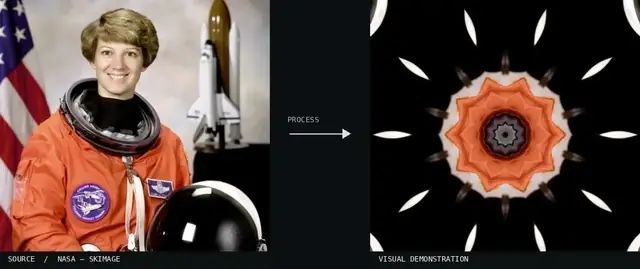 PROCESS
SOURCE / NASA — SKIMAGE
VISUAL DEMONSTRATION